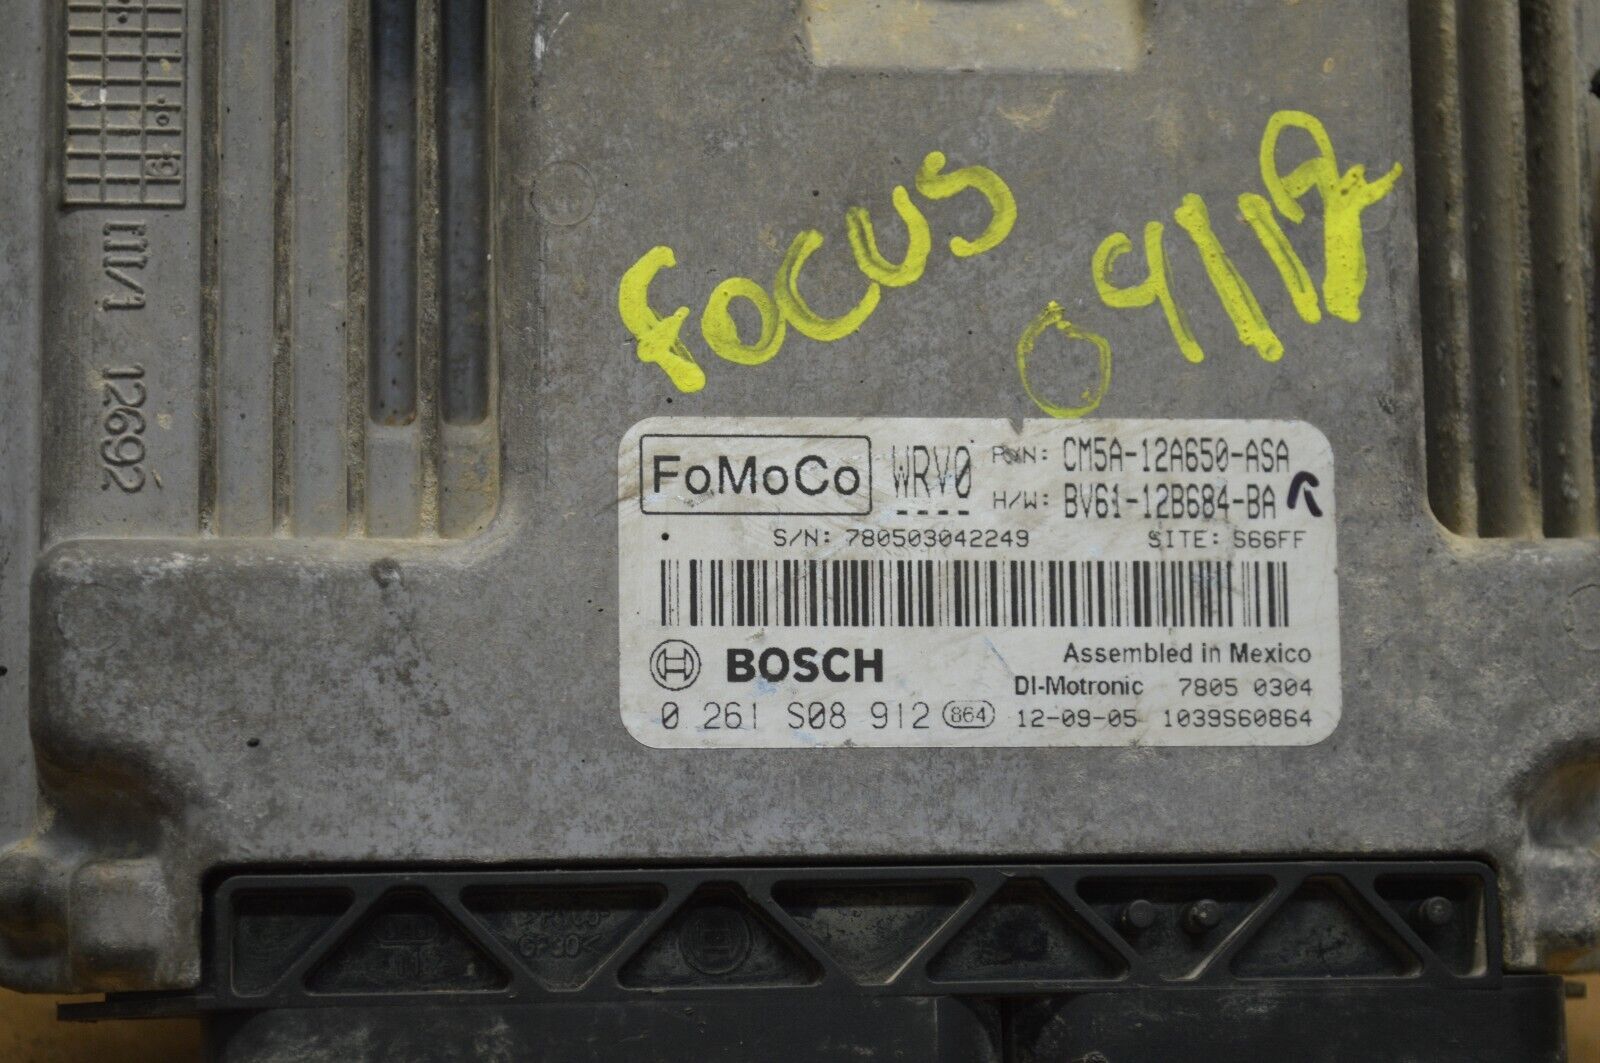 FOCUS
FoMoCo WRV0 P/N: CM5A-12A650-ASA
H/W: BV61-12B684-BA
S/N: 780503042249 SITE: S66FF
BOSCH Assembled in Mexico
DI-Motronic 7805 0304
0 261 S08 912 864 12-09-05 1039S60864
12692
GF30<